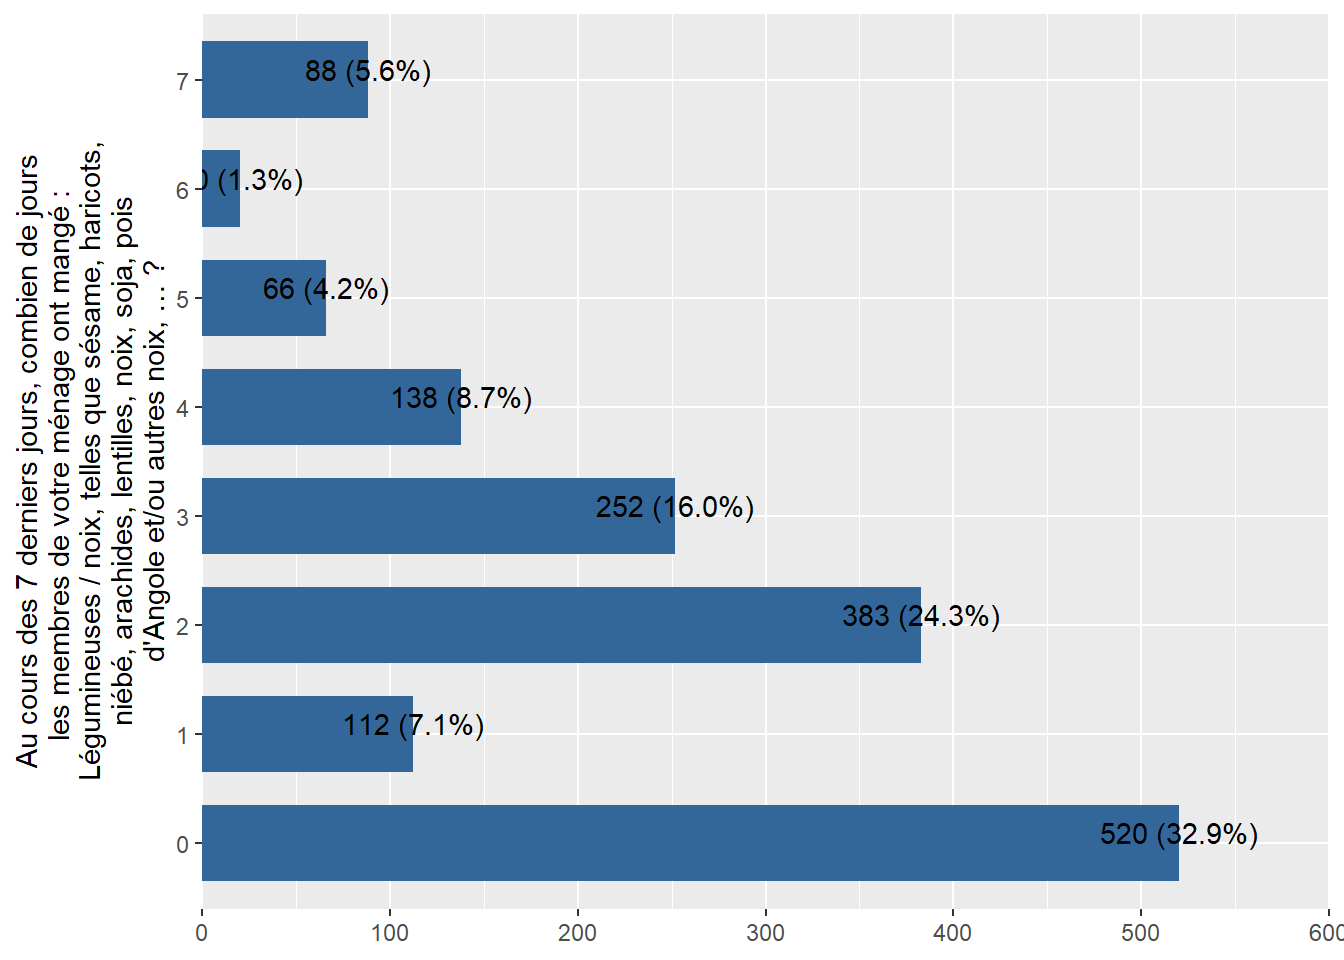 Au cours des 7 derniers jours, combien de jours
les membres de votre ménage ont mangé :
Légumineuses / noix, telles que sésame, haricots,
niébé, arachides, lentilles, noix, soja, pois
d'Angole et/ou autres noix, … ?
7
88 (5.6%)
6
0 (1.3%)
5
66 (4.2%)
4
138 (8.7%)
3
252 (16.0%)
2
383 (24.3%)
1
112 (7.1%)
0
520 (32.9%)
0 100 200 300 400 500 600